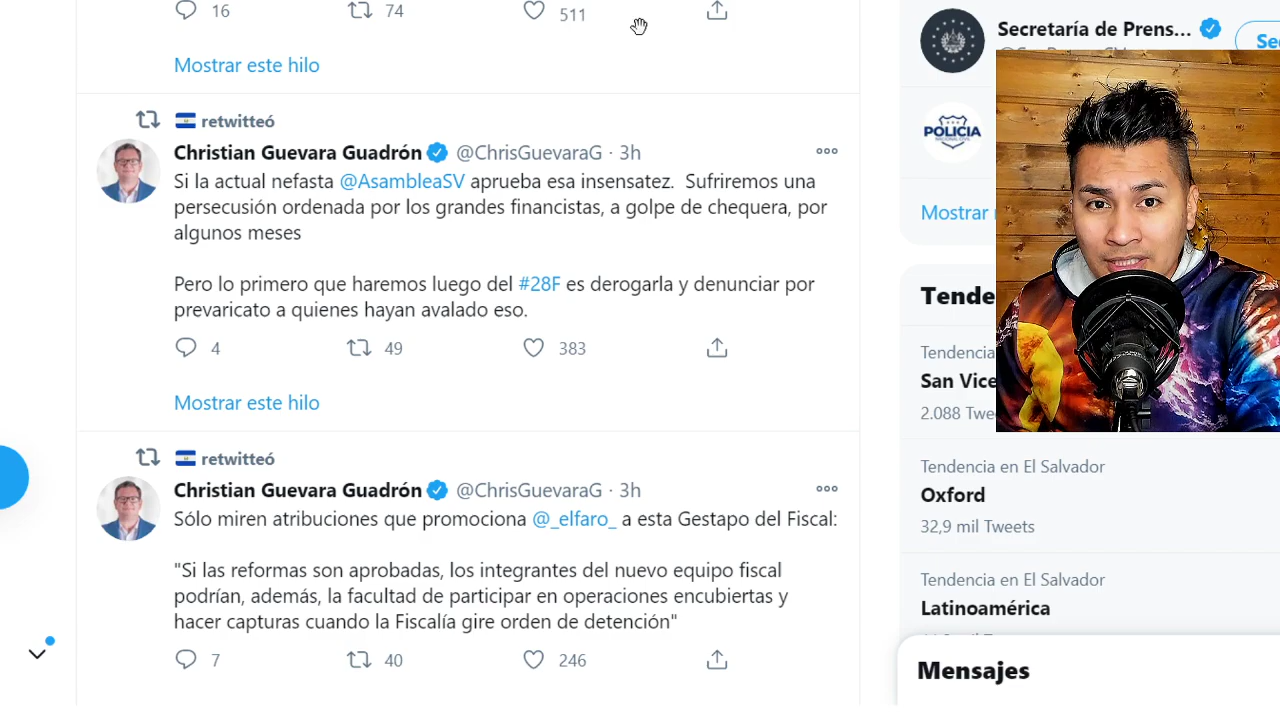 16 74 511
Mostrar este hilo
retwitteó
Christian Guevara Guadrón @ChrisGuevaraG · 3h
Si la actual nefasta @AsambleaSV aprueba esa insensatez. Sufriremos una
persecusión ordenada por los grandes financistas, a golpe de chequera, por
algunos meses
Pero lo primero que haremos luego del #28F es derogarla y denunciar por
prevaricato a quienes hayan avalado eso.
4 49 383
Mostrar este hilo
retwitteó
Christian Guevara Guadrón @ChrisGuevaraG · 3h
Sólo miren atribuciones que promociona @_elfaro_ a esta Gestapo del Fiscal:
"Si las reformas son aprobadas, los integrantes del nuevo equipo fiscal
podrían, además, la facultad de participar en operaciones encubiertas y
hacer capturas cuando la Fiscalía gire orden de detención"
7 40 246
Secretaría de Prens...
POLICIA
Mostrar
Tende
Tendencia
San Vice
2.088 Twee
Tendencia en El Salvador
Oxford
32,9 mil Tweets
Tendencia en El Salvador
Latinoamérica
Mensajes